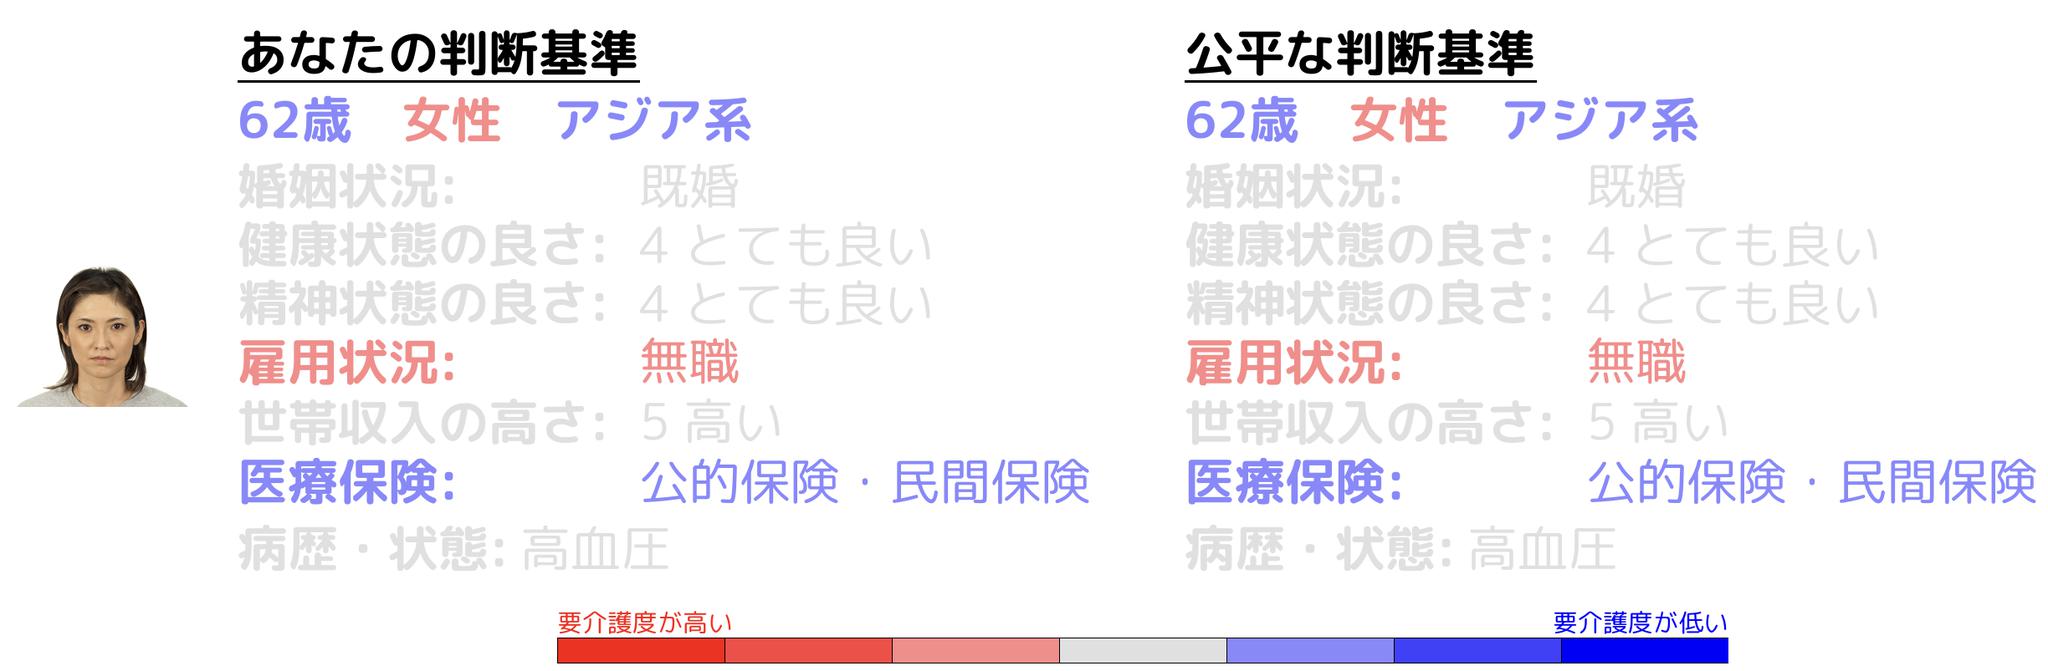 あなたの判断基準
62歳 女性 アジア系
婚姻状況: 既婚
健康状態の良さ: 4 とても良い
精神状態の良さ: 4 とても良い
雇用状況: 無職
世帯収入の高さ: 5 高い
医療保険: 公的保険・民間保険
病歴・状態: 高血圧
公平な判断基準
62歳 女性 アジア系
婚姻状況: 既婚
健康状態の良さ: 4 とても良い
精神状態の良さ: 4 とても良い
雇用状況: 無職
世帯収入の高さ: 5 高い
医療保険: 公的保険・民間保険
病歴・状態: 高血圧
要介護度が高い
要介護度が低い